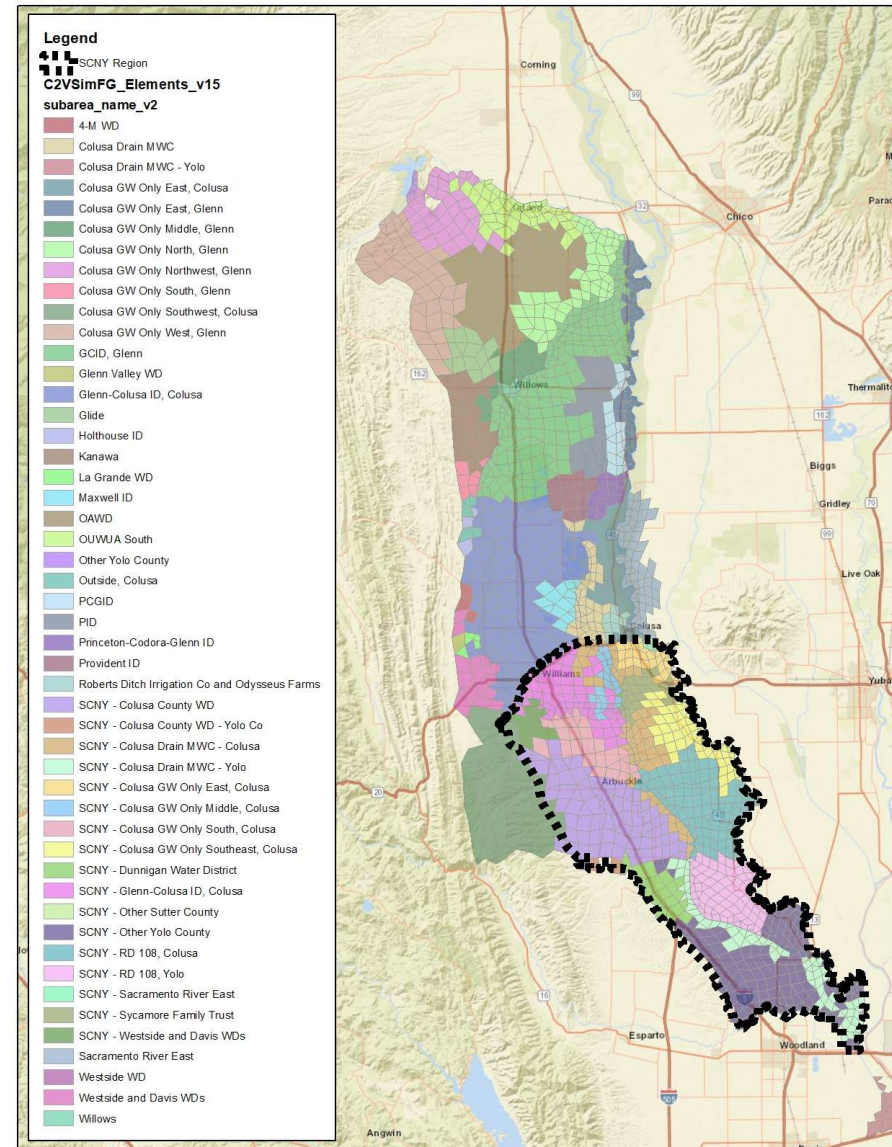 Legend
SCNY Region
C2VSimFG_Elements_v15
subarea_name_v2
4-M WD
Colusa Drain MWC
Colusa Drain MWC - Yolo
Colusa GW Only East, Colusa
Colusa GW Only East, Glenn
Colusa GW Only Middle, Glenn
Colusa GW Only North, Glenn
Colusa GW Only Northwest, Glenn
Colusa GW Only South, Glenn
Colusa GW Only Southwest, Colusa
Colusa GW Only West, Glenn
GCID, Glenn
Glenn Valley WD
Glenn-Colusa ID, Colusa
Glide
Holthouse ID
Kanawa
La Grande WD
Maxwell ID
OAWD
OUWUA South
Other Yolo County
Outside, Colusa
PCGID
PID
Princeton-Codora-Glenn ID
Provident ID
Roberts Ditch Irrigation Co and Odysseus Farms
SCNY - Colusa County WD
SCNY - Colusa County WD - Yolo Co
SCNY - Colusa Drain MWC - Colusa
SCNY - Colusa Drain MWC - Yolo
SCNY - Colusa GW Only East, Colusa
SCNY - Colusa GW Only Middle, Colusa
SCNY - Colusa GW Only South, Colusa
SCNY - Colusa GW Only Southeast, Colusa
SCNY - Dunnigan Water District
SCNY - Glenn-Colusa ID, Colusa
SCNY - Other Sutter County
SCNY - Other Yolo County
SCNY - RD 108, Colusa
SCNY - RD 108, Yolo
SCNY - Sacramento River East
SCNY - Sycamore Family Trust
SCNY - Westside and Davis WDs
Sacramento River East
Westside WD
Westside and Davis WDs
Willows
Corning
99
Orland
32
Chico
Parad
162
Willows
Thermalito
162
Biggs
Gridley
70
99
45
Live Oak
Colusa
Williams
Yuba
20
Arbuckle
45
16
Esparto
Woodland
505
Angwin